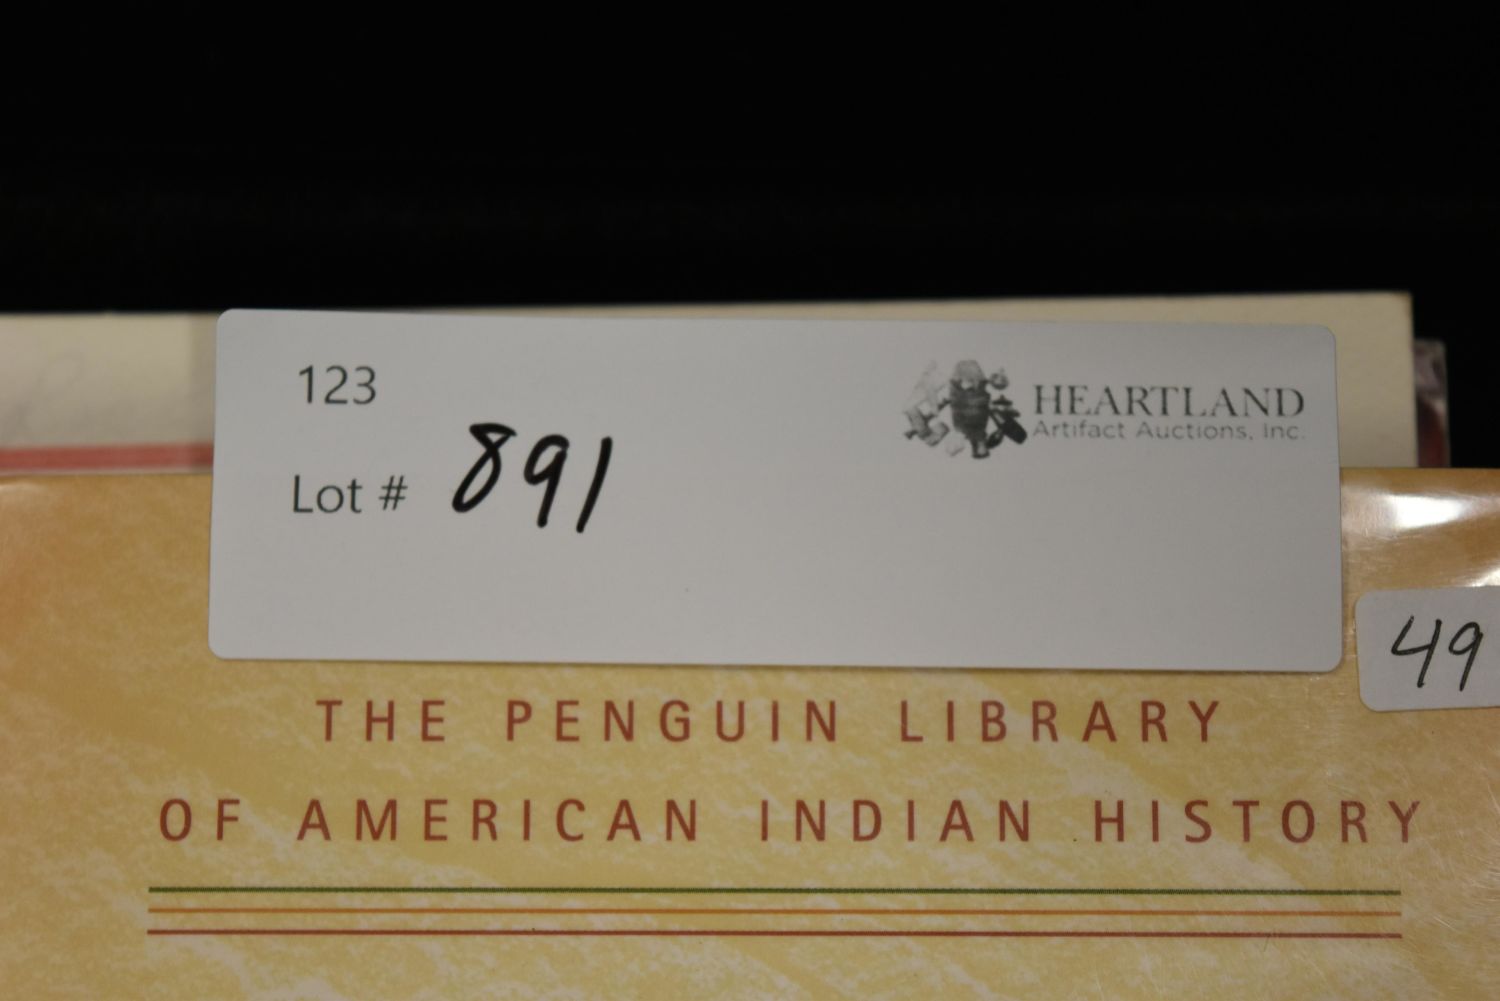 123
HEARTLAND
Artifact Auctions, Inc.
Lot # 891
49
THE PENGUIN LIBRARY
OF AMERICAN INDIAN HISTORY